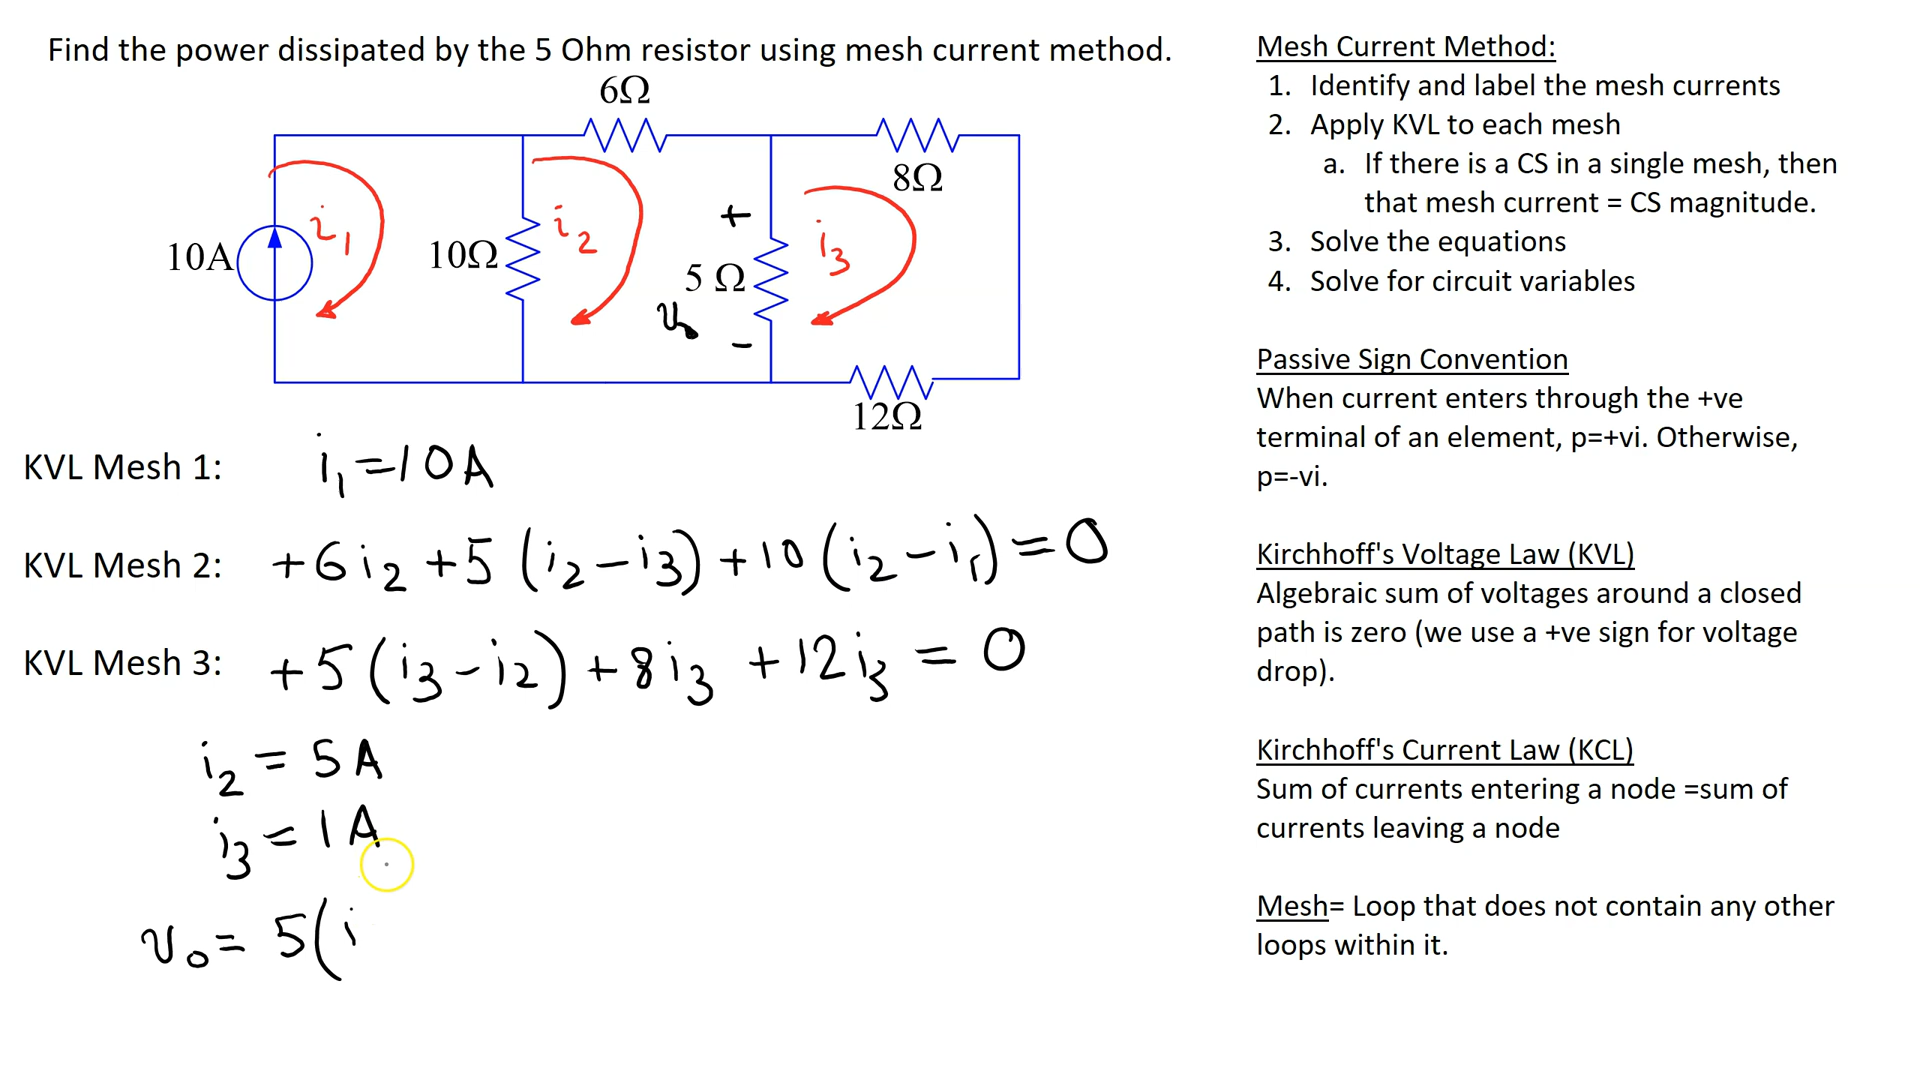 Find the power dissipated by the 5 Ohm resistor using mesh current method.
6Ω
8Ω
i₁
i₂
i₃
+
10A
10Ω
5 Ω
v₀
-
12Ω
KVL Mesh 1: i₁ = 10A
KVL Mesh 2: +6i₂ +5(i₂-i₃) +10(i₂-i₁) = 0
KVL Mesh 3: +5(i₃-i₂) +8i₃ +12i₃ = 0
i₂ = 5A
i₃ = 1A
v₀ = 5(i
Mesh Current Method:
1. Identify and label the mesh currents
2. Apply KVL to each mesh
a. If there is a CS in a single mesh, then
that mesh current = CS magnitude.
3. Solve the equations
4. Solve for circuit variables
Passive Sign Convention
When current enters through the +ve
terminal of an element, p=+vi. Otherwise,
p=-vi.
Kirchhoff's Voltage Law (KVL)
Algebraic sum of voltages around a closed
path is zero (we use a +ve sign for voltage
drop).
Kirchhoff's Current Law (KCL)
Sum of currents entering a node =sum of
currents leaving a node
Mesh= Loop that does not contain any other
loops within it.